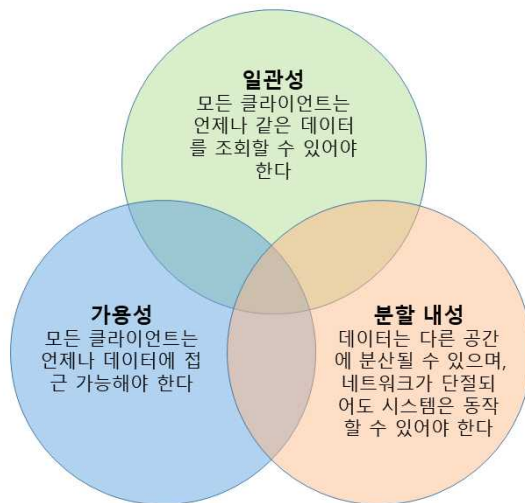 일관성
모든 클라이언트는
언제나 같은 데이터
를 조회할 수 있어야
한다
가용성
모든 클라이언트는
언제나 데이터에 접
근 가능해야 한다
분할 내성
데이터는 다른 공간
에 분산될 수 있으며,
네트워크가 단절되
어도 시스템은 동작
할 수 있어야 한다